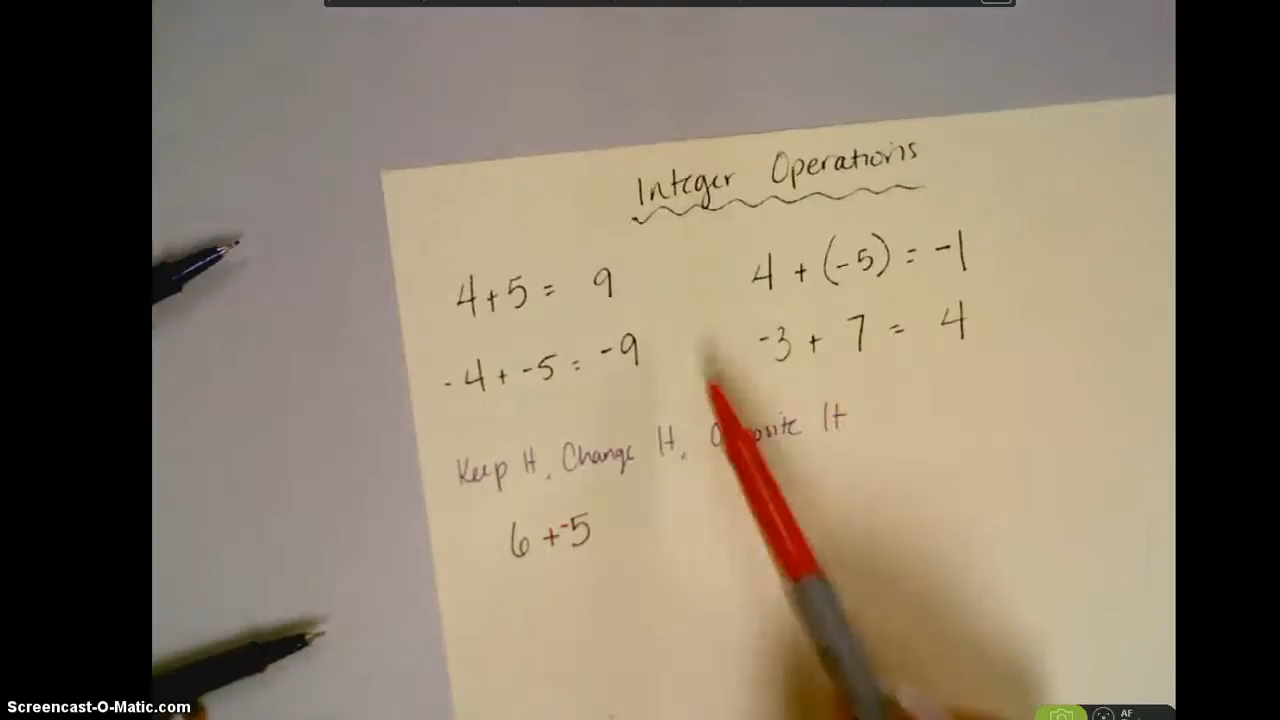 Integer Operations
4+5= 9
4 + (-5) = -1
-4 + -5 = -9
-3 + 7 = 4
Keep It, Change It, It
6 + -5
Screencast-O-Matic.com
AF